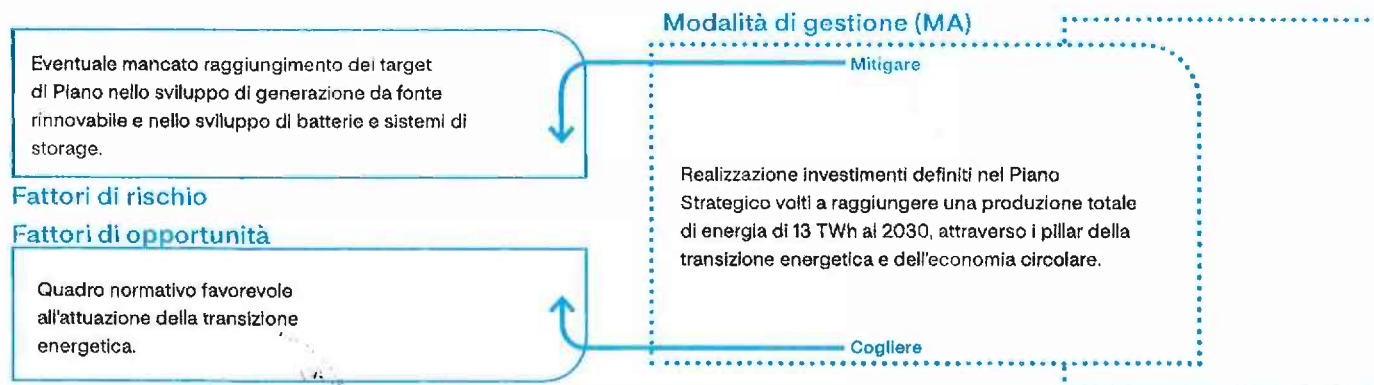 Eventuale mancato raggiungimento dei target
di Piano nello sviluppo di generazione da fonte
rinnovabile e nello sviluppo di batterie e sistemi di
storage.
Fattori di rischio
Fattori di opportunità
Quadro normativo favorevole
all'attuazione della transizione
energetica.
Modalità di gestione (MA)
Mitigare
Realizzazione investimenti definiti nel Piano
Strategico volti a raggiungere una produzione totale
di energia di 13 TWh al 2030, attraverso i pillar della
transizione energetica e dell'economia circolare.
Cogliere